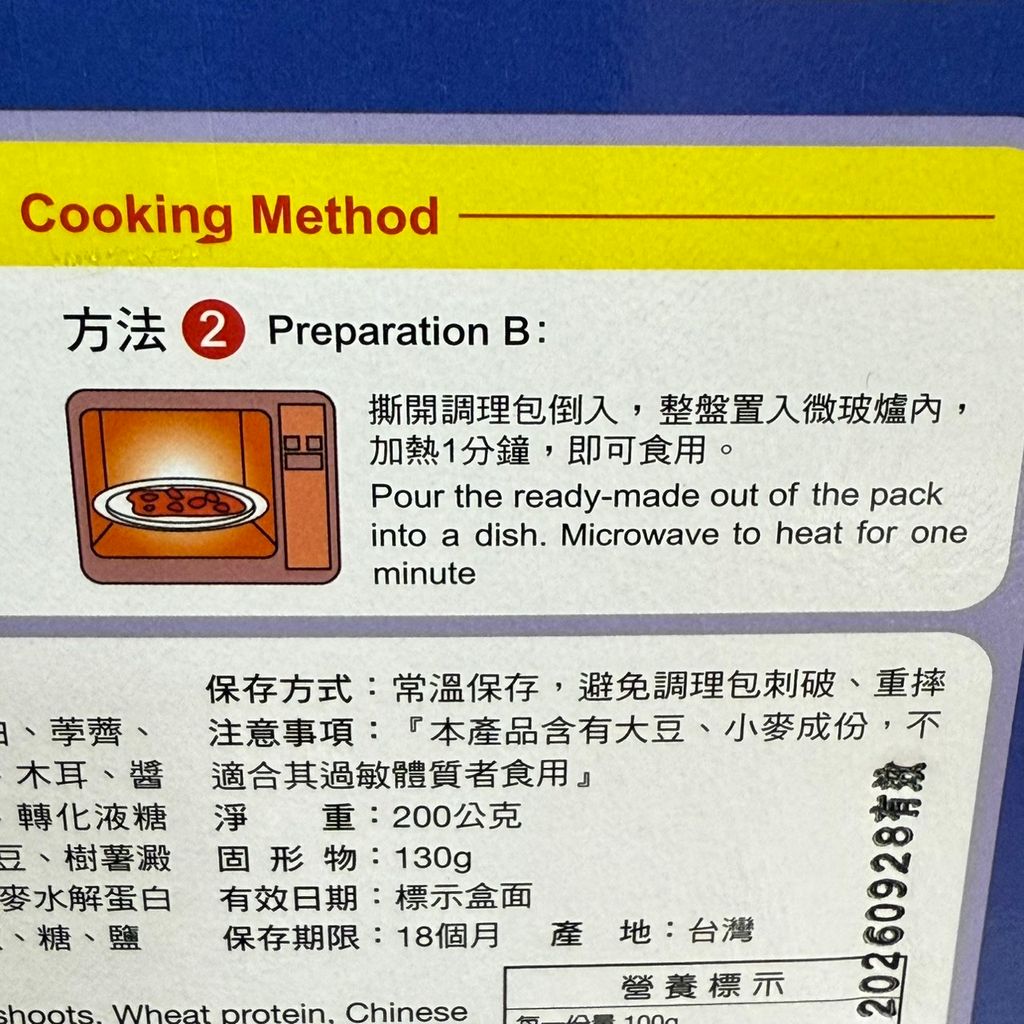 Cooking Method
方法 2 Preparation B:
撕開調理包倒入，整盤置入微玻爐內，
加熱1分鐘，即可食用。
Pour the ready-made out of the pack
into a dish. Microwave to heat for one
minute
、荸薺、
木耳、醬
轉化液糖
豆、樹薯澱
麥水解蛋白
、糖、鹽
shoots, Wheat protein, Chinese
保存方式：常溫保存，避免調理包刺破、重摔
注意事項：『本產品含有大豆、小麥成份，不
適合其過敏體質者食用』
淨 重：200公克
固形物：130g
有效日期：標示盒面
保存期限：18個月 產 地：台灣
營養標示
每一份量 100g
20260928有效